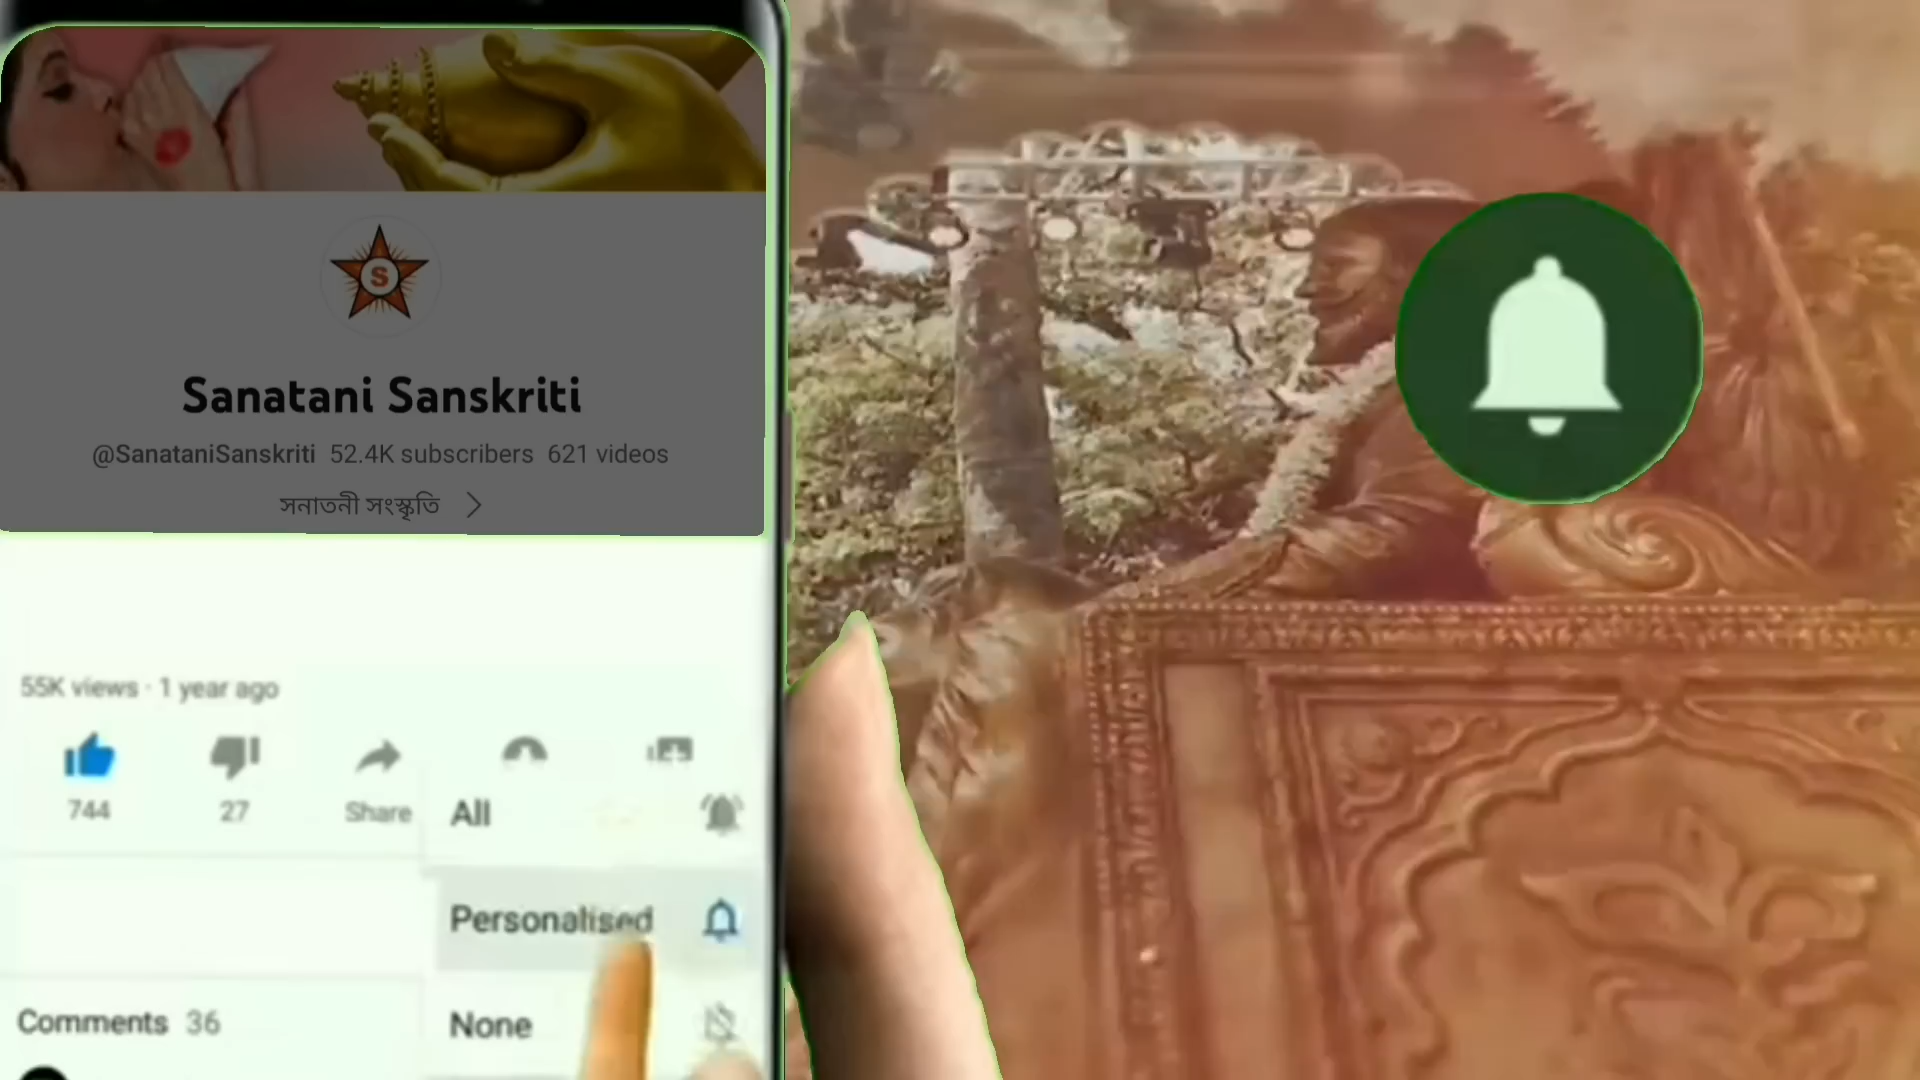 S
Sanatani Sanskriti
@SanataniSanskriti 52.4K subscribers 621 videos
সনাতনী সংস্কৃতি
55K views · 1 year ago
744 27 Share
All
Personalised
Comments 36
None